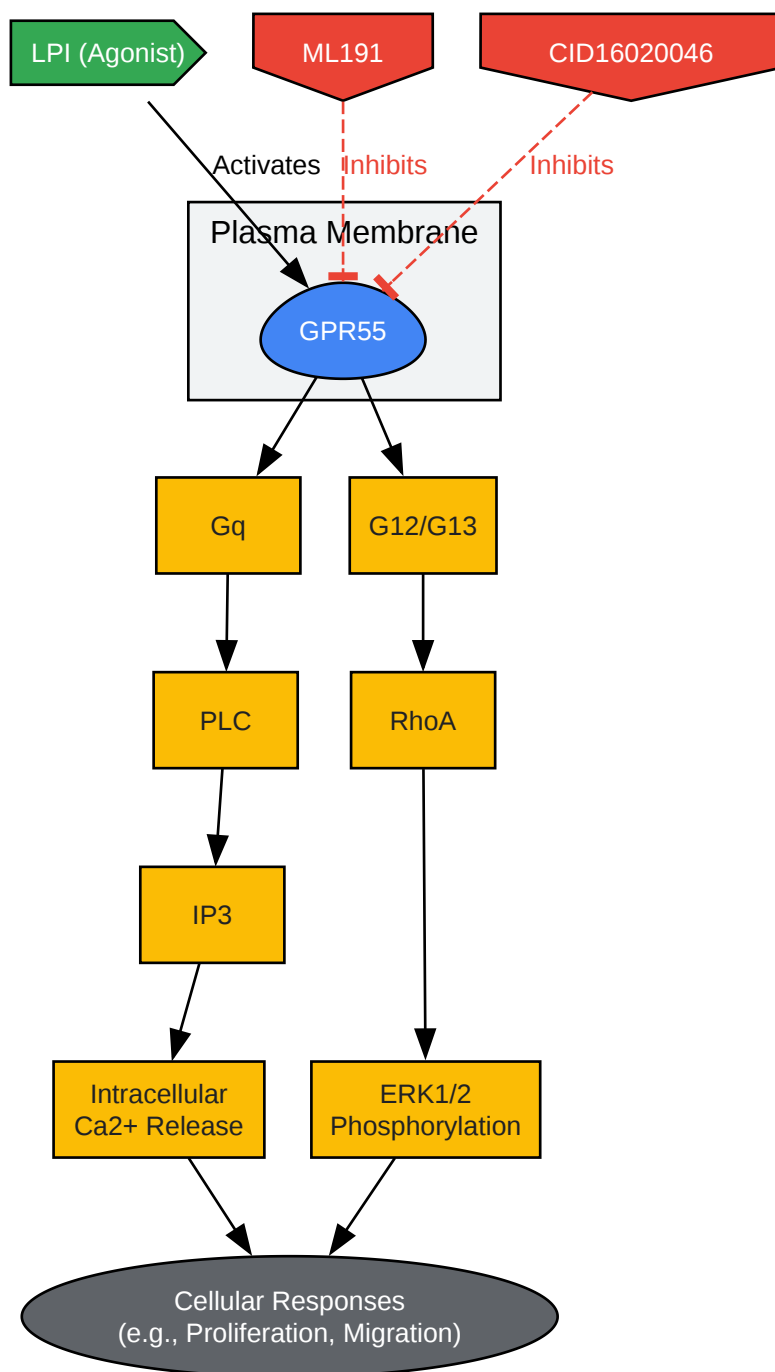 LPI (Agonist)
ML191
CID16020046
Activates
Inhibits
Inhibits
Plasma Membrane
GPR55
Gq
G12/G13
PLC
RhoA
IP3
Intracellular
Ca2+ Release
ERK1/2
Phosphorylation
Cellular Responses
(e.g., Proliferation, Migration)